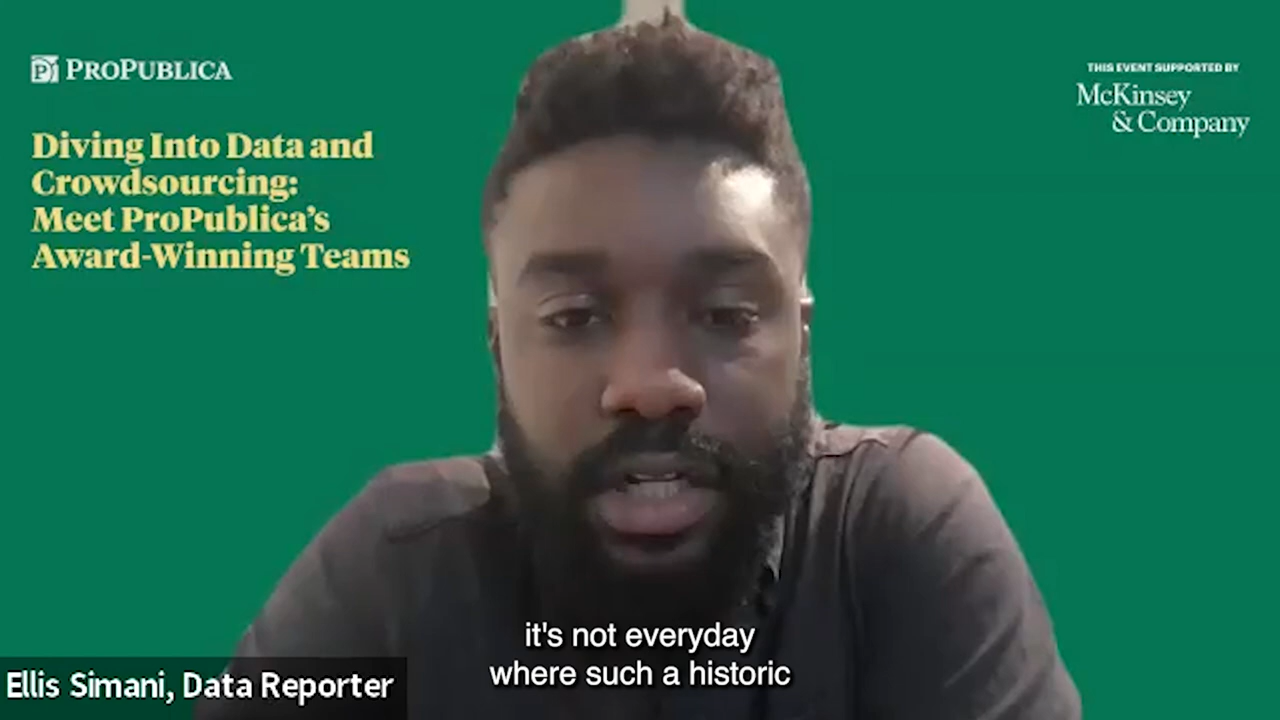 PROPUBLICA
Diving Into Data and
Crowdsourcing:
Meet ProPublica's
Award-Winning Teams
THIS EVENT SUPPORTED BY
McKinsey
& Company
it's not everyday
where such a historic
Ellis Simani, Data Reporter